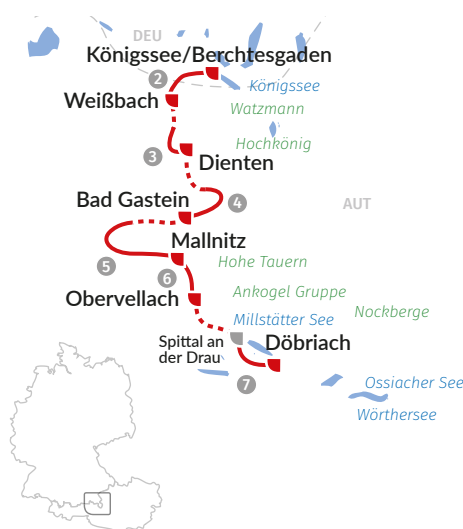 DEU
Königssee/Berchtesgaden
2
Königssee
Weißbach
Watzmann
Hochkönig
3
Dienten
Bad Gastein
4
AUT
Mallnitz
5
Hohe Tauern
6
Obervellach
Ankogel Gruppe
Nockberge
Millstätter See
Spittal an
der Drau
Döbriach
7
Ossiacher See
Wörthersee